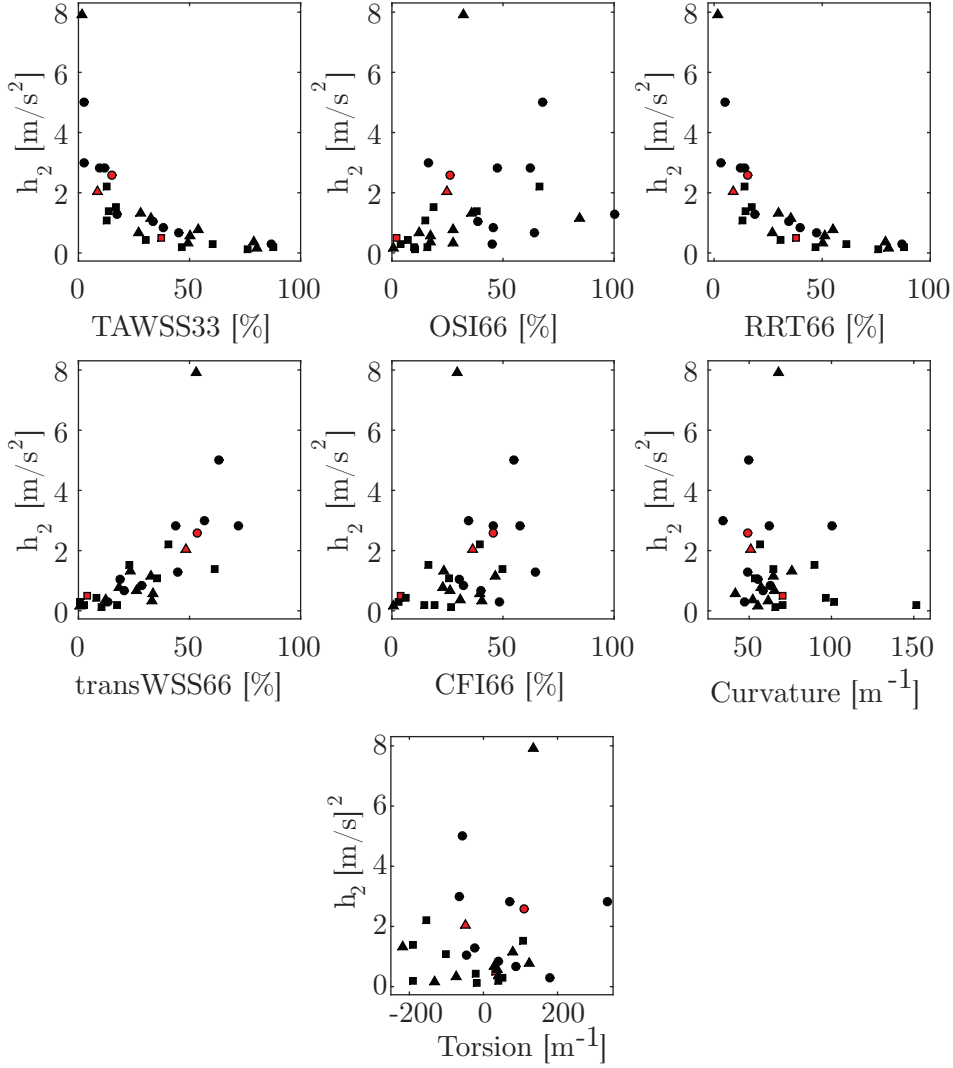 8
6
4
2
0
h2 [m/s2]
0 50 100
TAWSS33 [%]
8
6
4
2
0
h2 [m/s2]
0 50 100
OSI66 [%]
8
6
4
2
0
h2 [m/s2]
0 50 100
RRT66 [%]
8
6
4
2
0
h2 [m/s2]
0 50 100
transWSS66 [%]
8
6
4
2
0
h2 [m/s2]
0 50 100
CFI66 [%]
8
6
4
2
0
h2 [m/s2]
50 100 150
Curvature [m-1]
8
6
4
2
0
h2 [m/s]2
-200 0 200
Torsion [m-1]